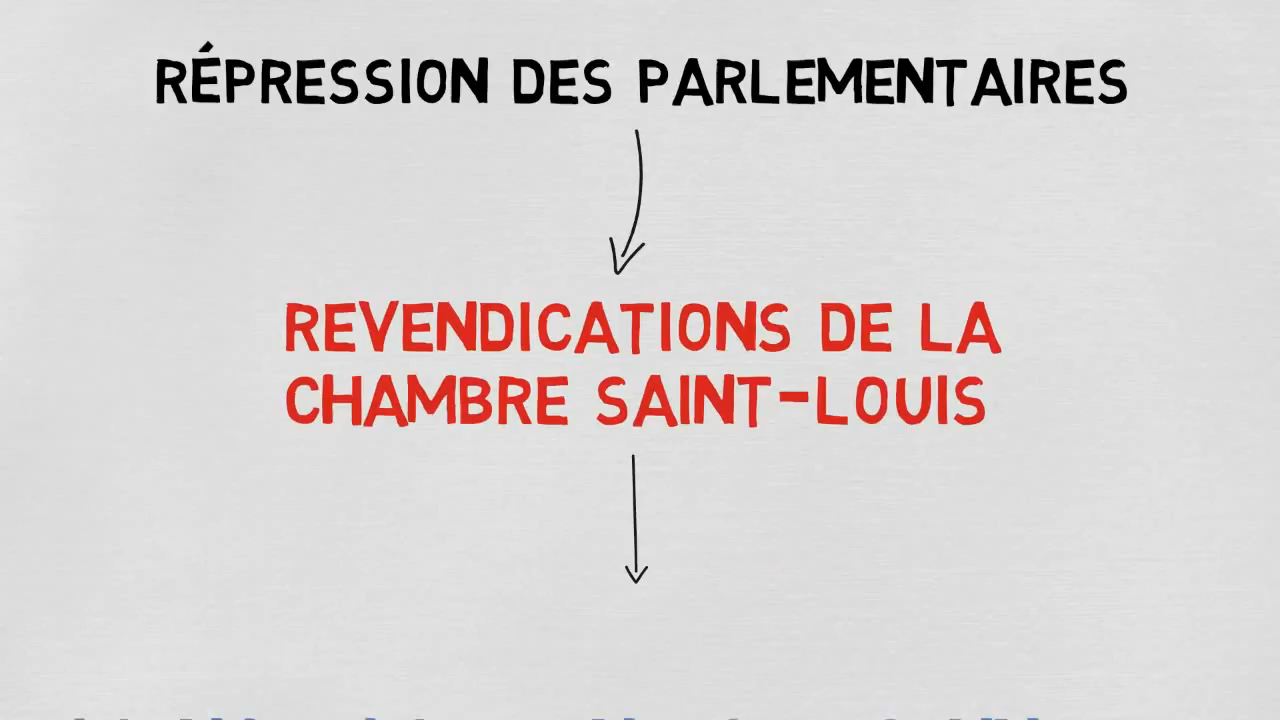 RÉPRESSION DES PARLEMENTAIRES
REVENDICATIONS DE LA
CHAMBRE SAINT-LOUIS